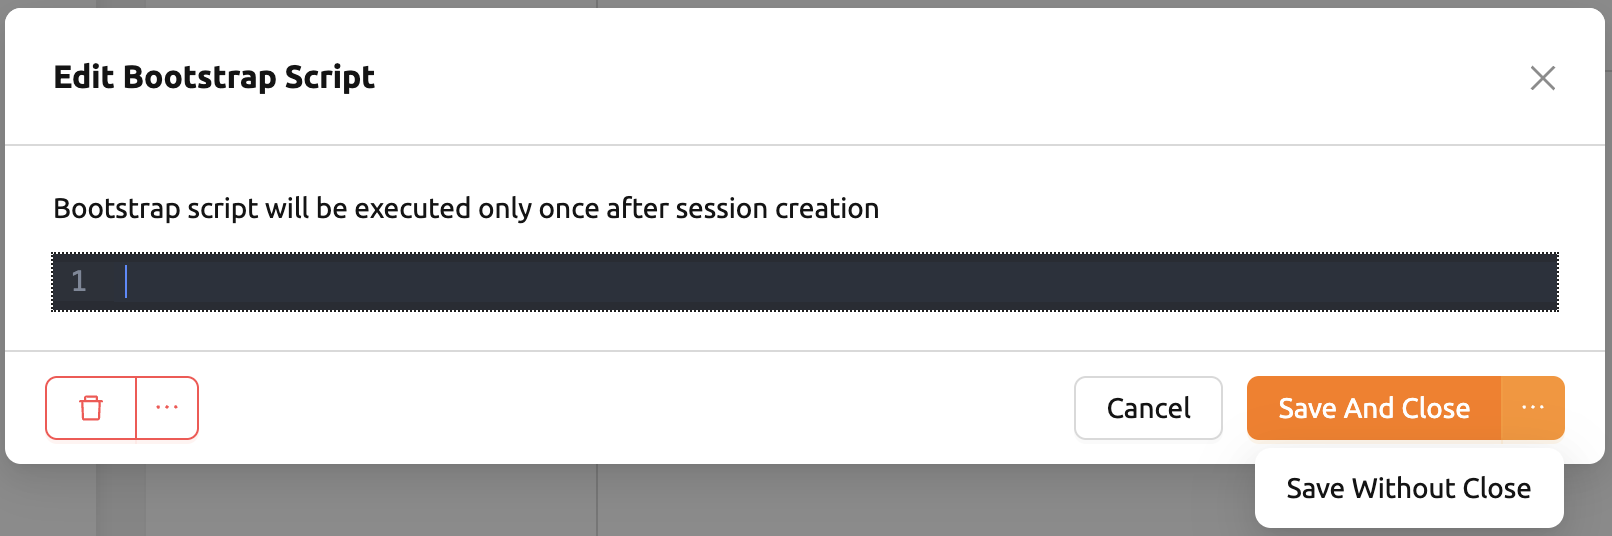 Edit Bootstrap Script
Bootstrap script will be executed only once after session creation
1
Cancel
Save And Close
Save Without Close